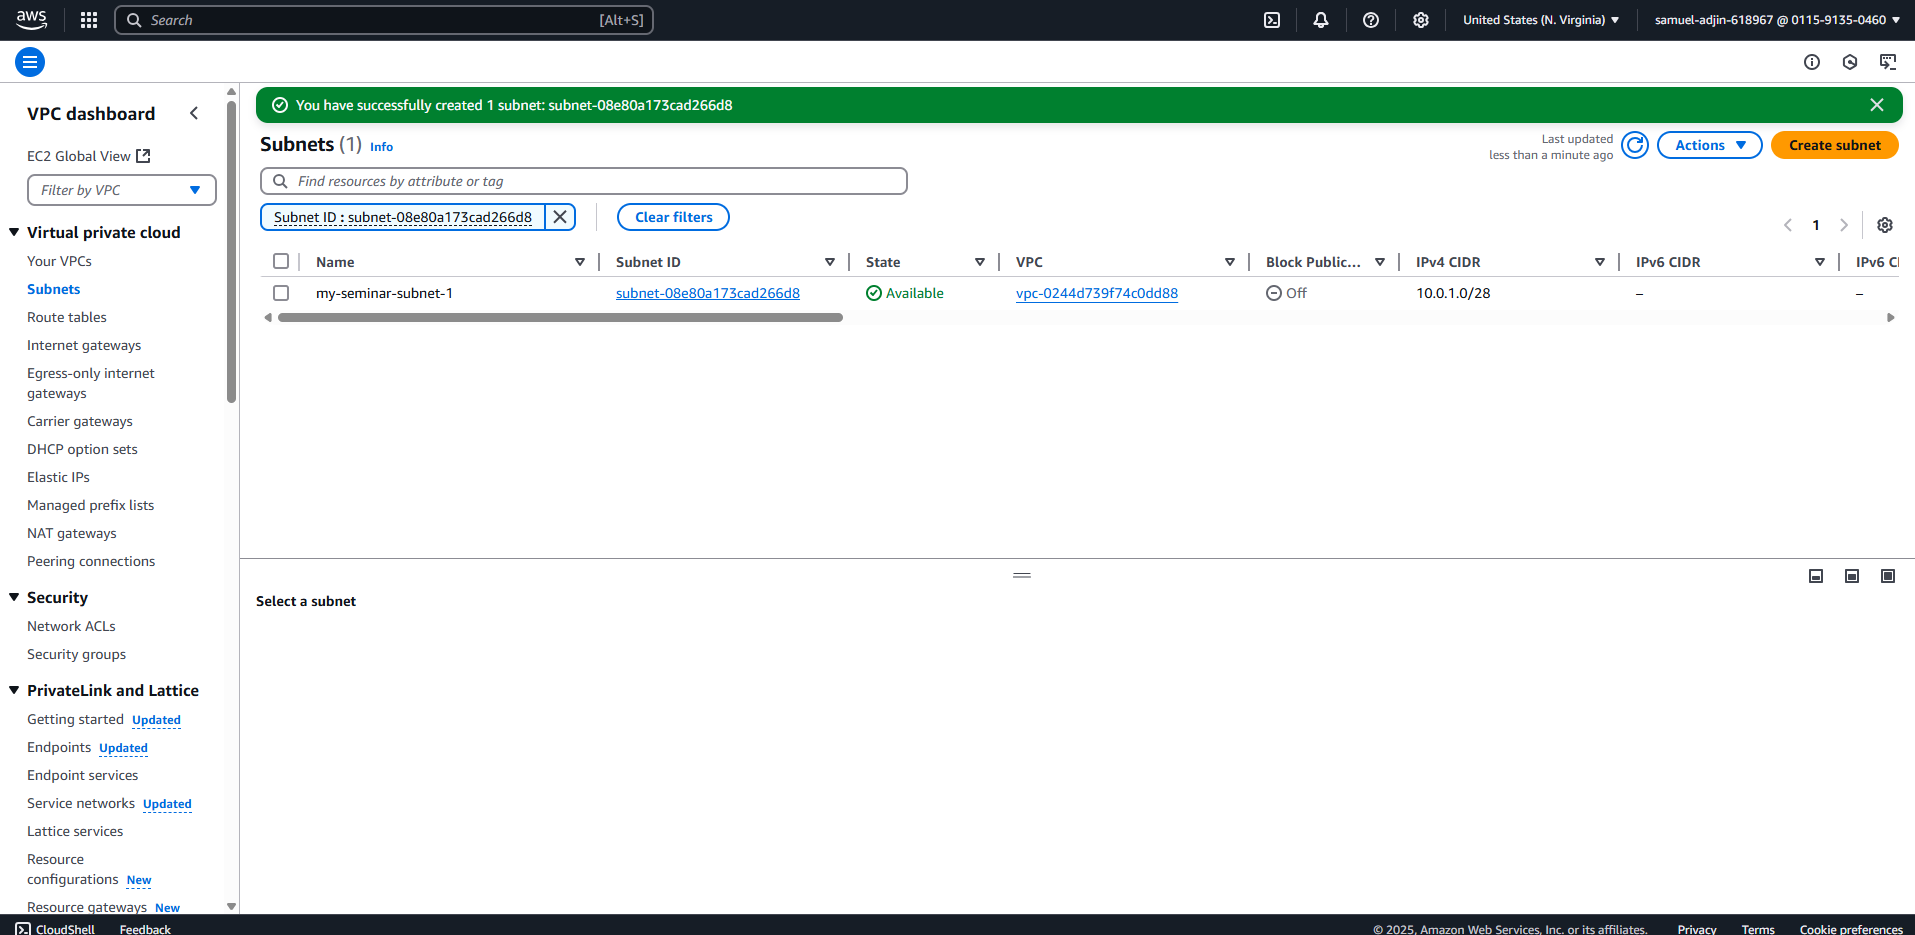 aws
Search [Alt+S]
United States (N. Virginia)
samuel-adjin-618967 @ 0115-9135-0460
VPC dashboard
EC2 Global View
Filter by VPC
Virtual private cloud
Your VPCs
Subnets
Route tables
Internet gateways
Egress-only internet
gateways
Carrier gateways
DHCP option sets
Elastic IPs
Managed prefix lists
NAT gateways
Peering connections
Security
Network ACLs
Security groups
PrivateLink and Lattice
Getting started Updated
Endpoints Updated
Endpoint services
Service networks Updated
Lattice services
Resource
configurations New
Resource gateways New
You have successfully created 1 subnet: subnet-08e80a173cad266d8
Subnets (1) Info
Last updated
less than a minute ago
Actions
Create subnet
Find resources by attribute or tag
Subnet ID : subnet-08e80a173cad266d8
Clear filters
1
Name Subnet ID State VPC Block Public... IPv4 CIDR IPv6 CIDR IPv6 CI
my-seminar-subnet-1 subnet-08e80a173cad266d8 Available vpc-0244d739f74c0dd88 Off 10.0.1.0/28 – –
Select a subnet
CloudShell Feedback
© 2025, Amazon Web Services, Inc. or its affiliates. Privacy Terms Cookie preferences